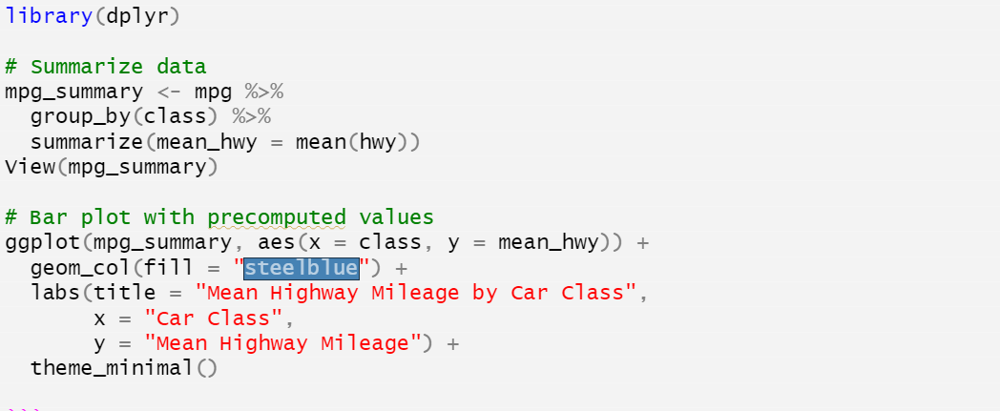 library(dplyr)

# Summarize data
mpg_summary <- mpg %>%
  group_by(class) %>%
  summarize(mean_hwy = mean(hwy))
View(mpg_summary)

# Bar plot with precomputed values
ggplot(mpg_summary, aes(x = class, y = mean_hwy)) +
  geom_col(fill = "steelblue") +
  labs(title = "Mean Highway Mileage by Car Class",
       x = "Car Class",
       y = "Mean Highway Mileage") +
  theme_minimal()

```